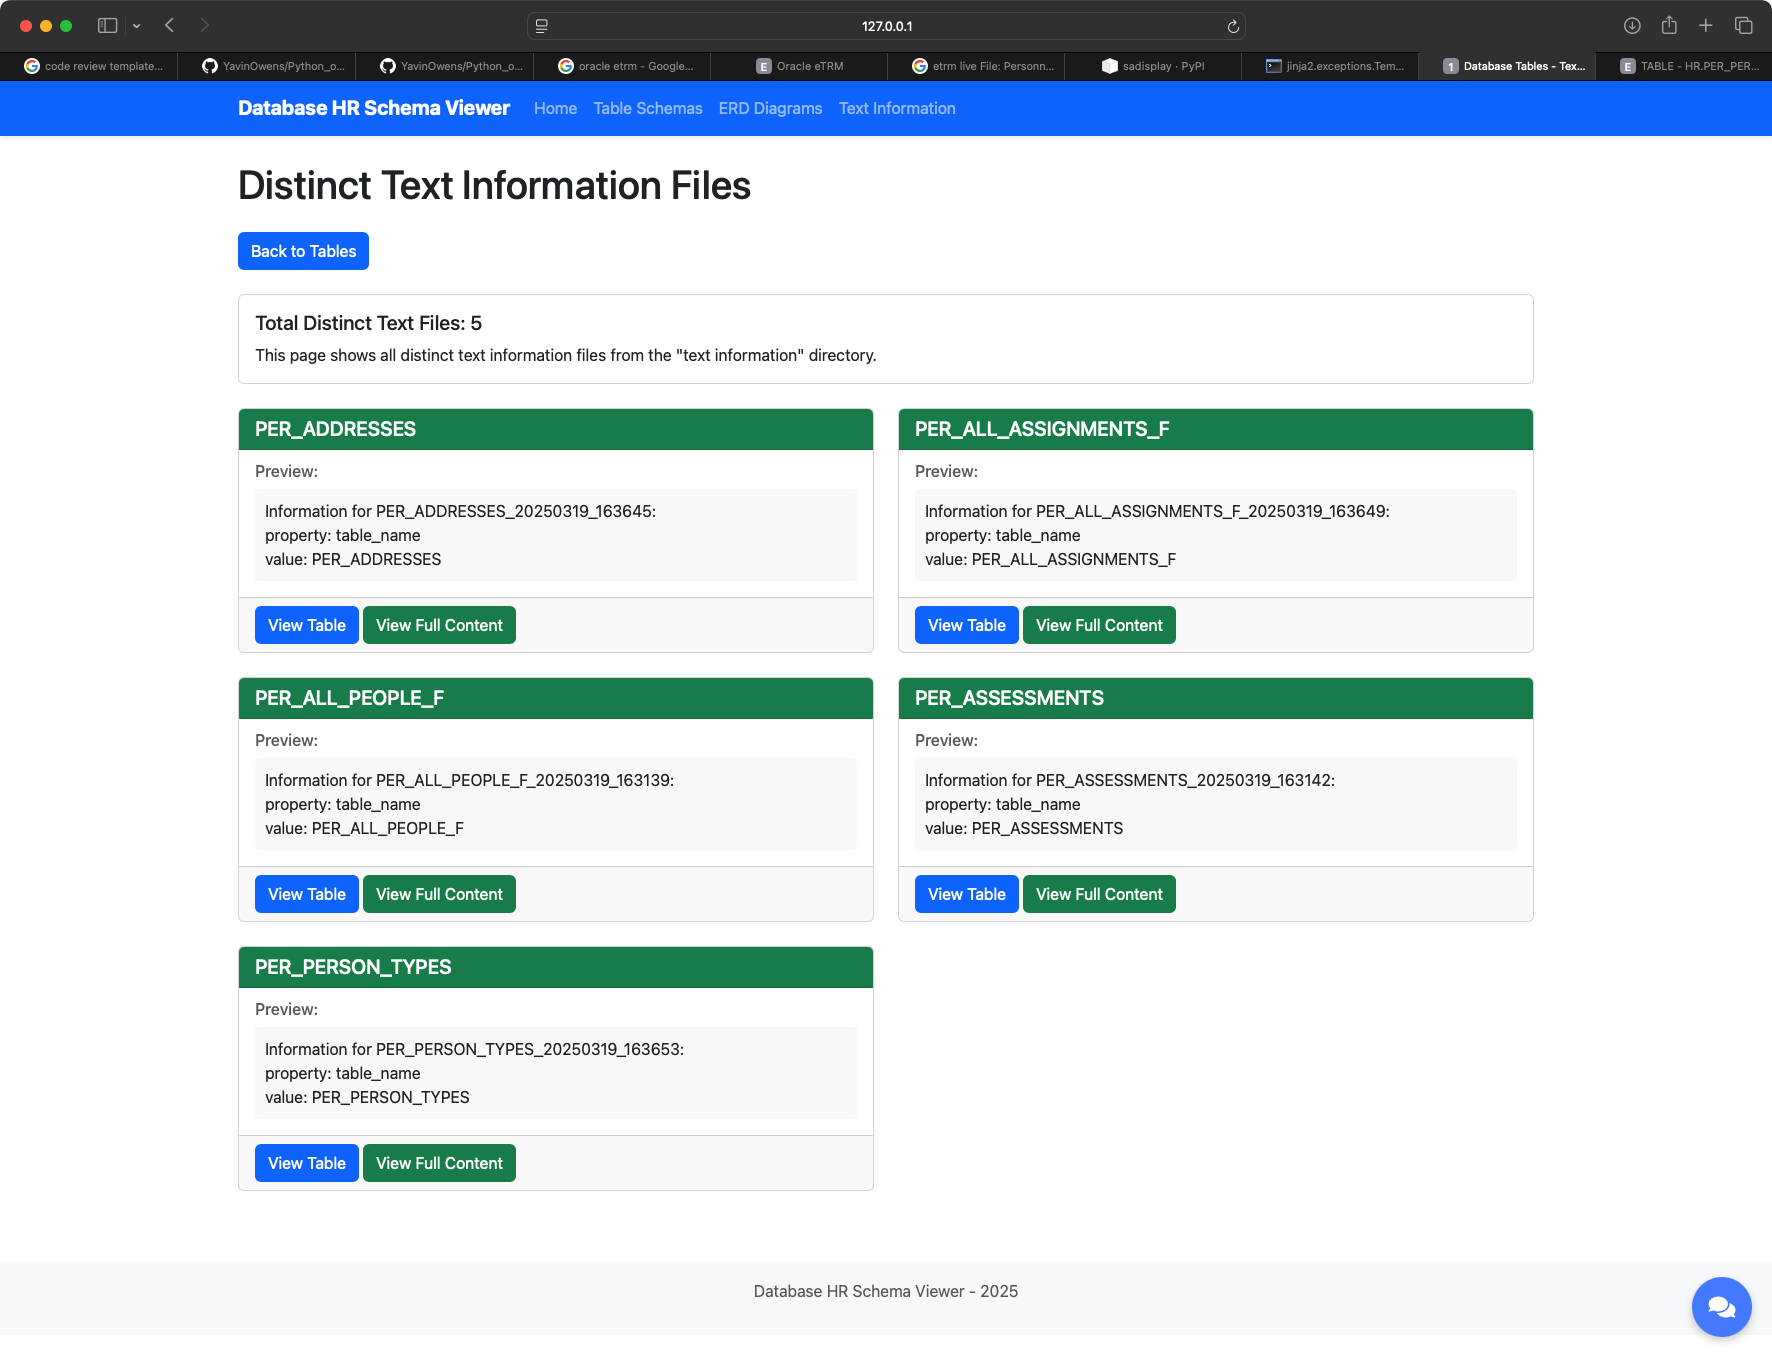 127.0.0.1
code review template...
YavinOwens/Python_o...
YavinOwens/Python_o...
oracle etrm - Google...
E Oracle eTRM
etrm live File: Personn...
sadisplay · PyPI
jinja2.exceptions.Tem...
1 Database Tables - Tex...
E TABLE - HR.PER_PER...
Database HR Schema Viewer
Home
Table Schemas
ERD Diagrams
Text Information
Distinct Text Information Files
Back to Tables
Total Distinct Text Files: 5
This page shows all distinct text information files from the "text information" directory.
PER_ADDRESSES
Preview:
Information for PER_ADDRESSES_20250319_163645:
property: table_name
value: PER_ADDRESSES
View Table
View Full Content
PER_ALL_ASSIGNMENTS_F
Preview:
Information for PER_ALL_ASSIGNMENTS_F_20250319_163649:
property: table_name
value: PER_ALL_ASSIGNMENTS_F
View Table
View Full Content
PER_ALL_PEOPLE_F
Preview:
Information for PER_ALL_PEOPLE_F_20250319_163139:
property: table_name
value: PER_ALL_PEOPLE_F
View Table
View Full Content
PER_ASSESSMENTS
Preview:
Information for PER_ASSESSMENTS_20250319_163142:
property: table_name
value: PER_ASSESSMENTS
View Table
View Full Content
PER_PERSON_TYPES
Preview:
Information for PER_PERSON_TYPES_20250319_163653:
property: table_name
value: PER_PERSON_TYPES
View Table
View Full Content
Database HR Schema Viewer - 2025